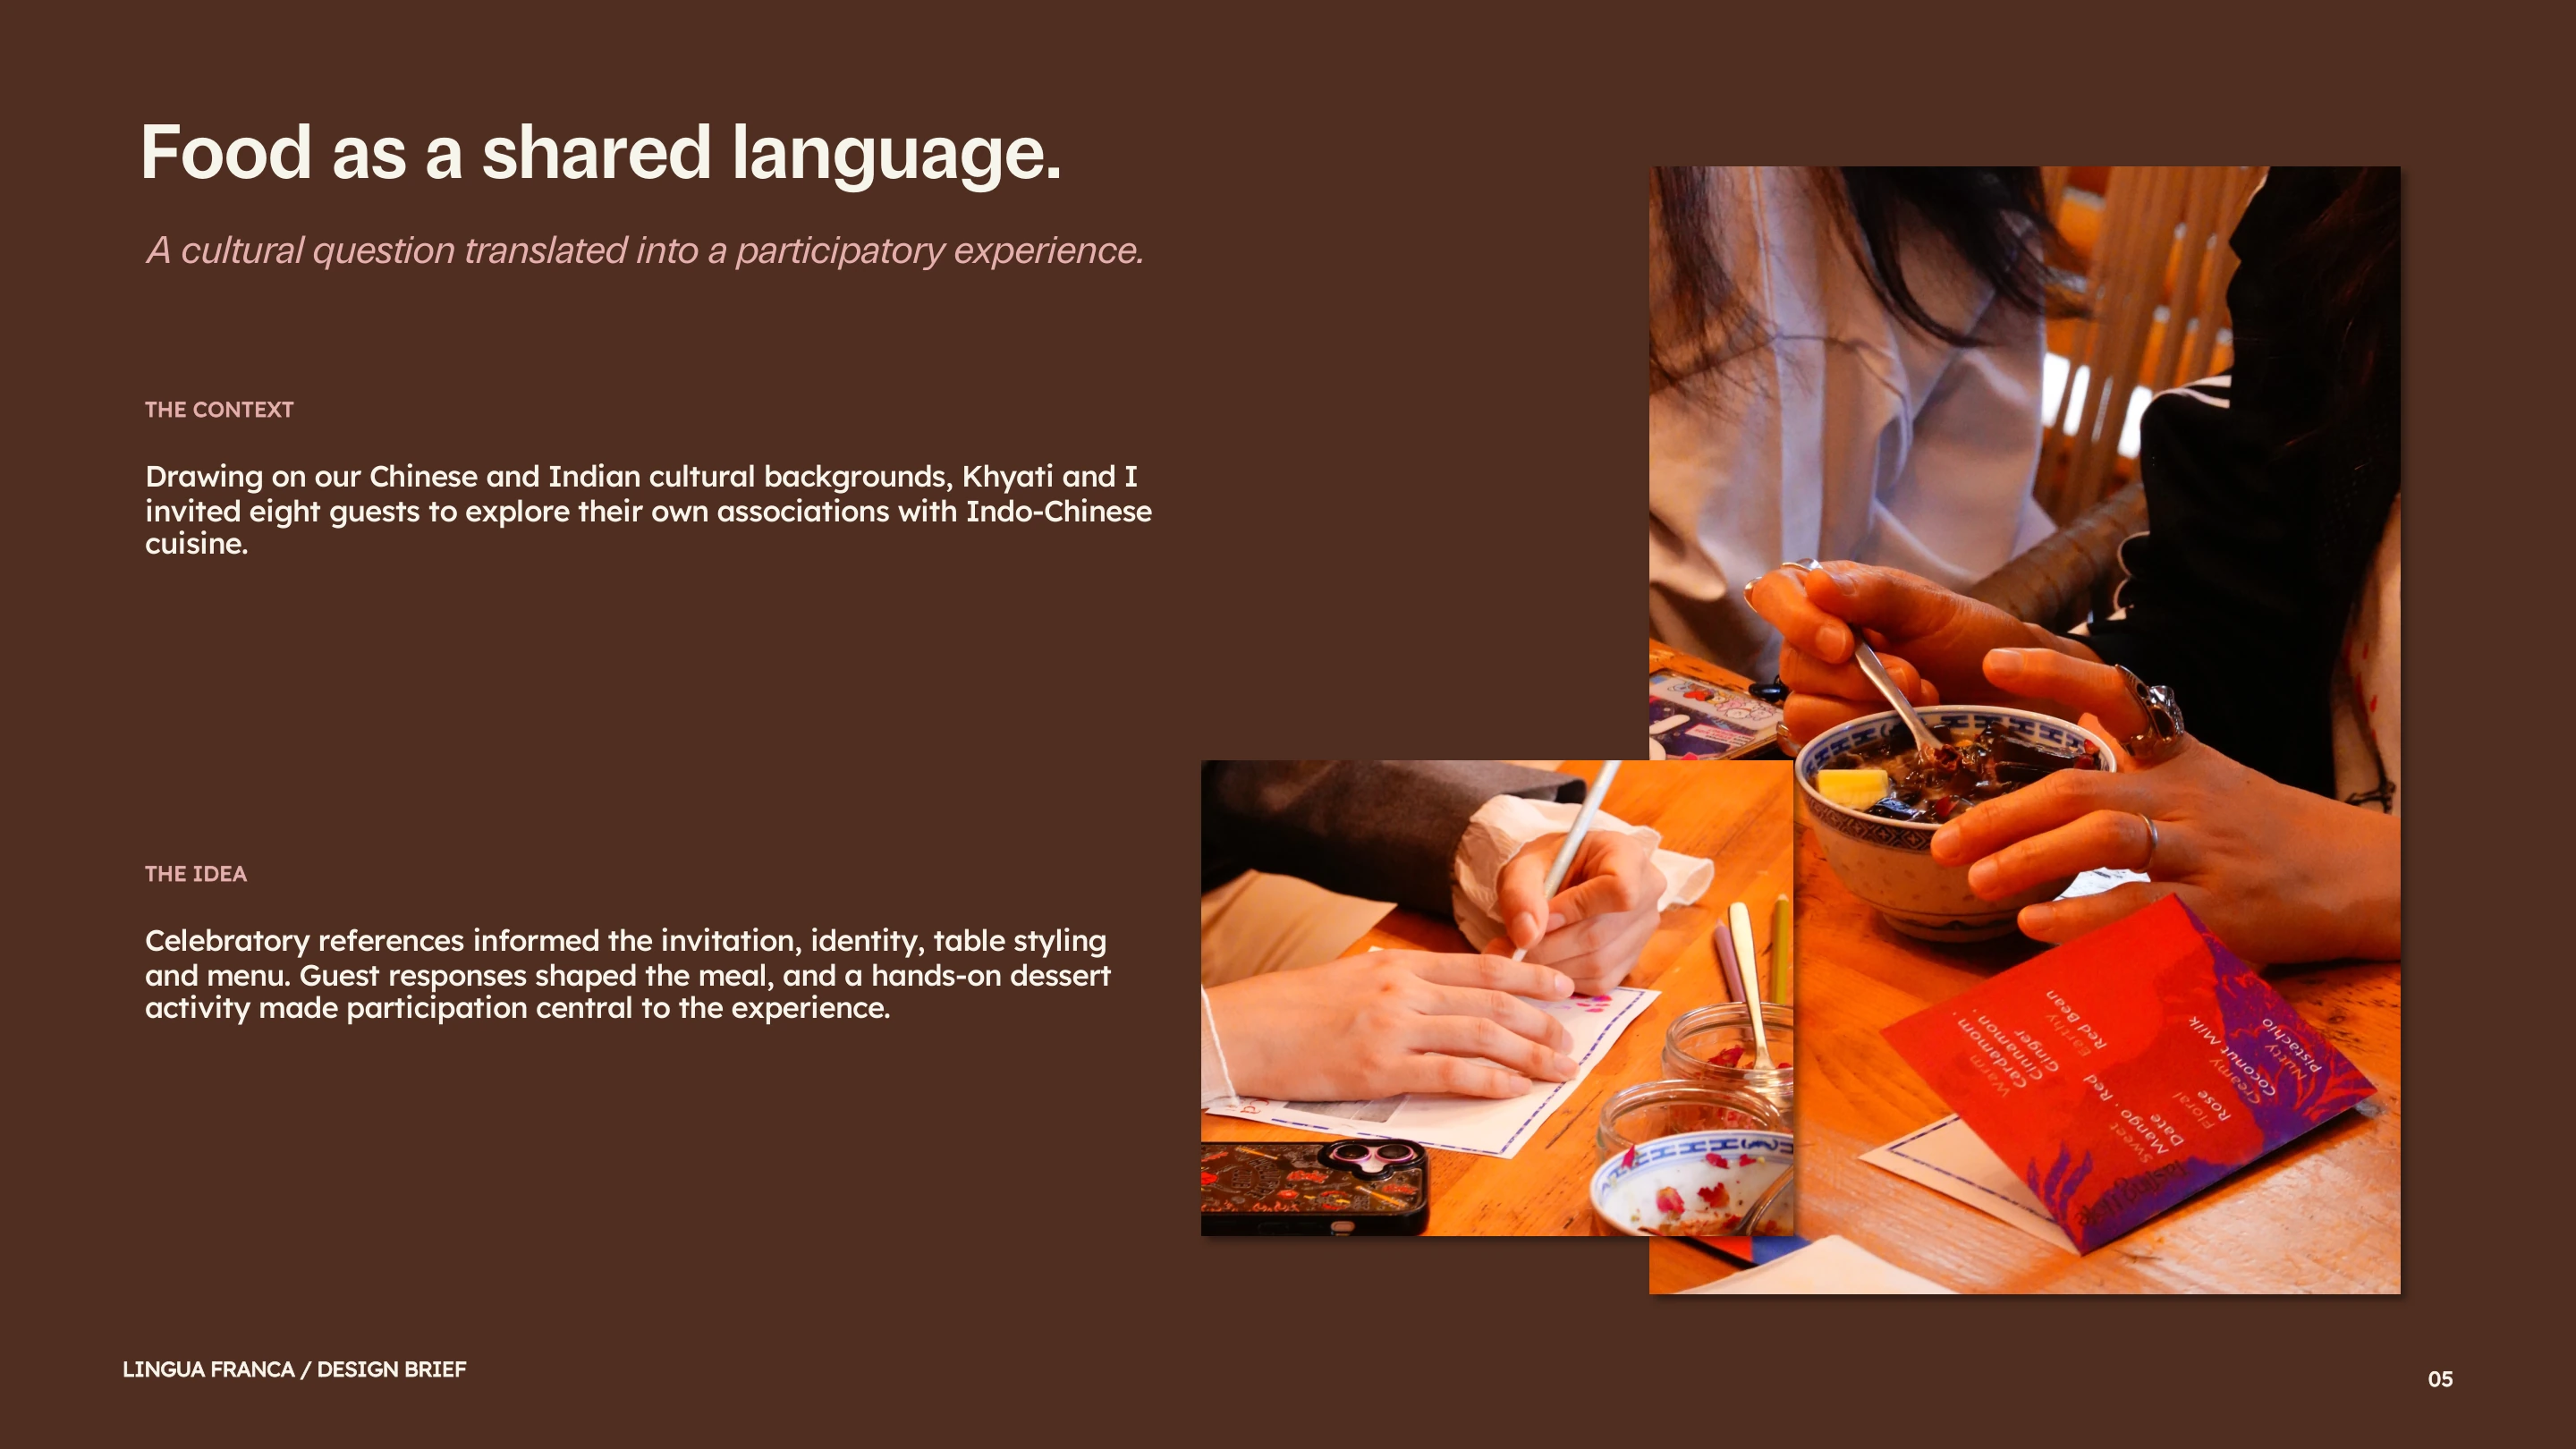 Food as a shared language.
A cultural question translated into a participatory experience.
THE CONTEXT
Drawing on our Chinese and Indian cultural backgrounds, Khyati and I
invited eight guests to explore their own associations with Indo-Chinese
cuisine.
THE IDEA
Celebratory references informed the invitation, identity, table styling
and menu. Guest responses shaped the meal, and a hands-on dessert
activity made participation central to the experience.
Warm
Cardamom ·
Cinnamon ·
Ginger
Earthy
Red Bean
Sweet
Mango · Red
Date
Floral
Rose
Creamy
Coconut Milk
Nutty
Pistachio
LINGUA FRANCA / DESIGN BRIEF
05